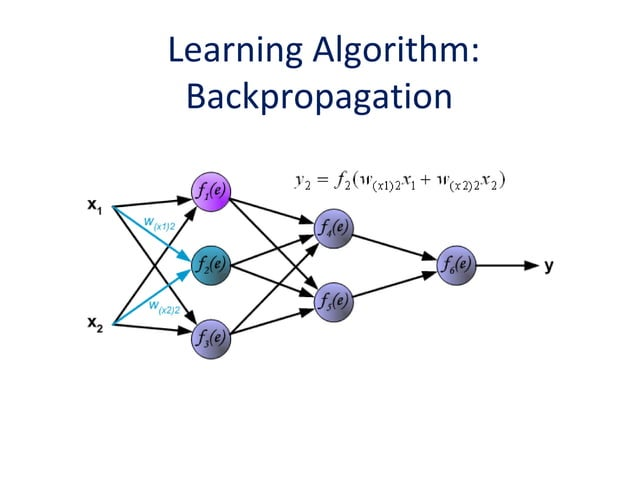 Learning Algorithm:
Backpropagation
y₂ = f₂(w₍ₓ₁₎₂x₁ + w₍ₓ₂₎₂x₂)
f₁(e)
x₁
w₍ₓ₁₎₂
f₄(e)
f₂(e)
f₆(e)
y
w₍ₓ₂₎₂
f₅(e)
x₂
f₃(e)